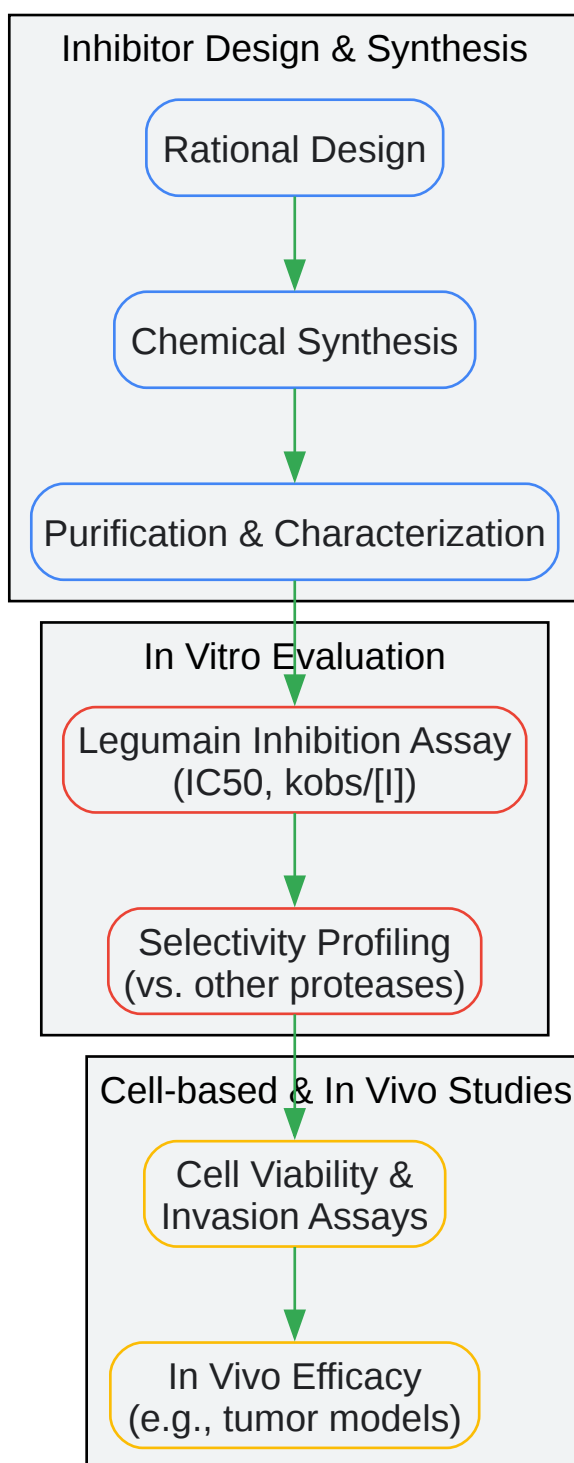 Inhibitor Design & Synthesis
Rational Design
Chemical Synthesis
Purification & Characterization
In Vitro Evaluation
Legumain Inhibition Assay
(IC50, kobs/[I])
Selectivity Profiling
(vs. other proteases)
Cell-based & In Vivo Studies
Cell Viability &
Invasion Assays
In Vivo Efficacy
(e.g., tumor models)